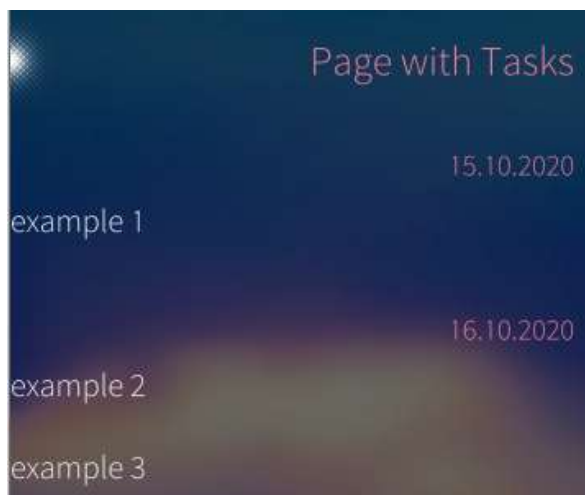 Page with Tasks
15.10.2020
example 1
16.10.2020
example 2
example 3